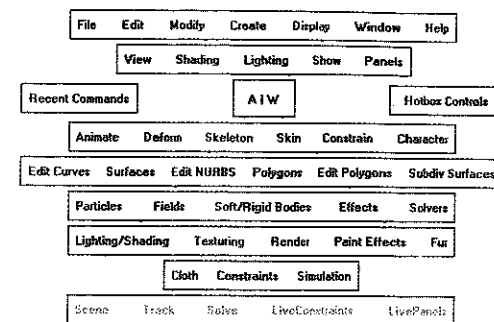 File Edit Modify Create Display Window Help
View Shading Lighting Show Panels
Recent Commands A|W Hotbox Controls
Animate Deform Skeleton Skin Constrain Character
Edit Curves Surfaces Edit NURBS Polygons Edit Polygons Subdiv Surfaces
Particles Fields Soft/Rigid Bodies Effects Solvers
Lighting/Shading Texturing Render Paint Effects Fur
Cloth Constraints Simulation
Scene Track Solve LiveConstraints LivePanels